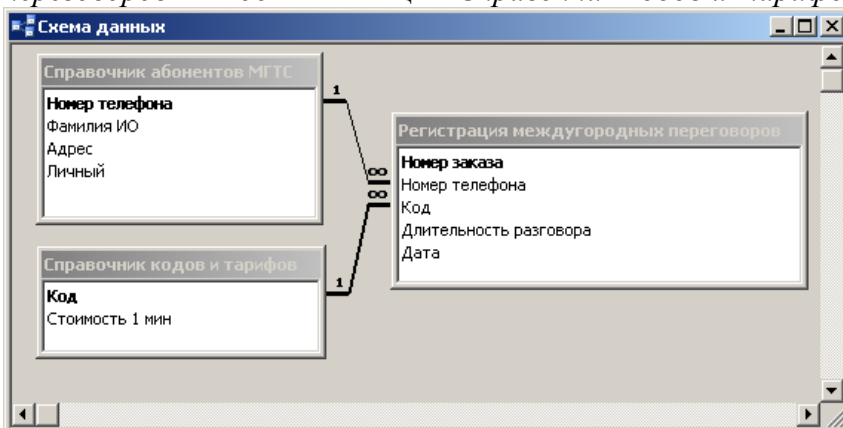 Схема данных
Справочник абонентов МГТС
Номер телефона
Фамилия ИО
Адрес
Личный
1
∞
Регистрация междугородных переговоров
Номер заказа
Номер телефона
Код
Длительность разговора
Дата
∞
1
Справочник кодов и тарифов
Код
Стоимость 1 мин